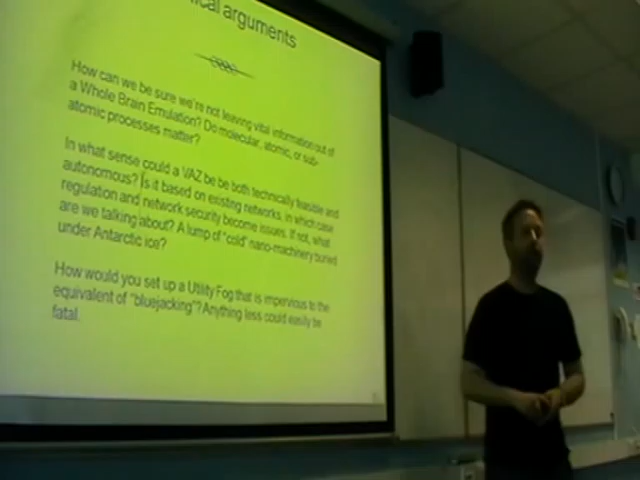 ical arguments
How can we be sure we're not leaving vital information out of
a Whole Brain Emulation? Do molecular, atomic, or sub-
atomic processes matter?
In what sense could a VAZ be be both technically feasible and
autonomous? Is it based on existing networks, in which case
regulation and network security become issues. If not, what
are we talking about? A lump of "cold" nano-machinery buried
under Antarctic ice?
How would you set up a Utility Fog that is impervious to the
equivalent of "bluejacking"? Anything less could easily be
fatal.